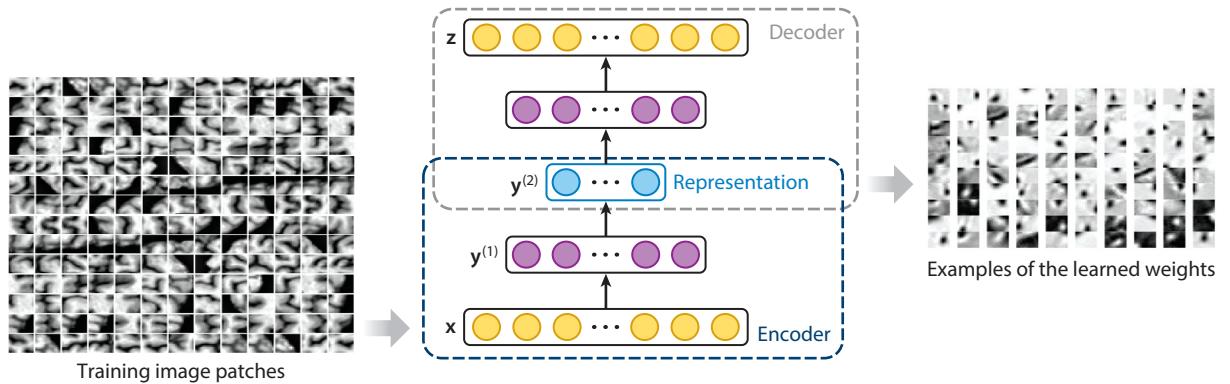 z
Decoder
y(2)
Representation
y(1)
x
Encoder
Training image patches
Examples of the learned weights